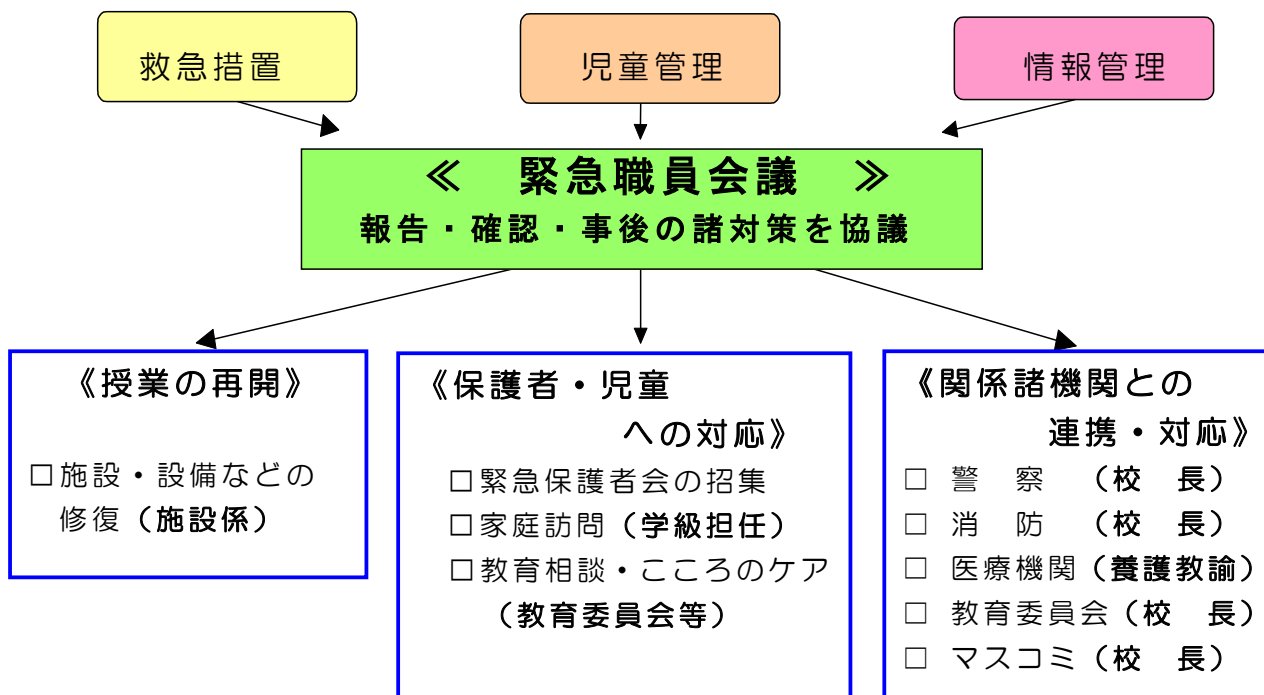 救急措置
児童管理
情報管理
≪　緊急職員会議　≫
報告・確認・事後の諸対策を協議
《授業の再開》
□施設・設備などの
修復（施設係）
《保護者・児童
への対応》
□緊急保護者会の招集
□家庭訪問（学級担任）
□教育相談・こころのケア
（教育委員会等）
《関係諸機関との
連携・対応》
□　警　察　（校　長）
□　消　防　（校　長）
□　医療機関（養護教諭）
□　教育委員会（校　長）
□　マスコミ（校　長）